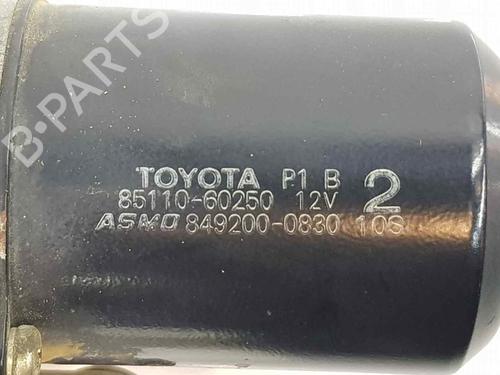 B-PARTS
TOYOTA P1 B 2
85110-60250 12V
ASMO 849200-0830 10S